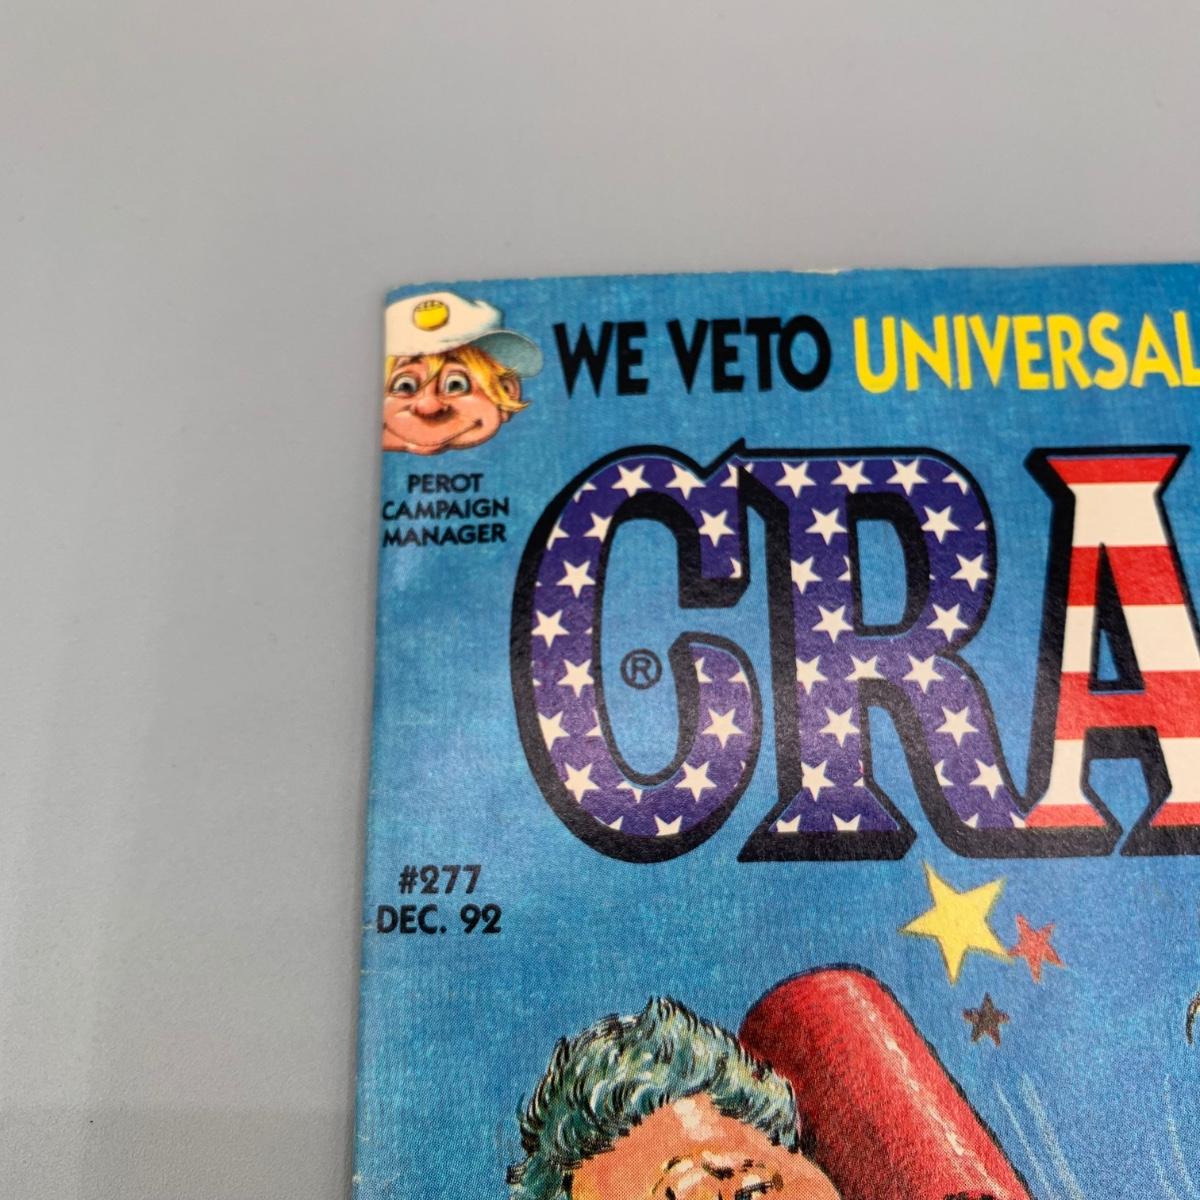 WE VETO UNIVERSAL
PEROT
CAMPAIGN
MANAGER
CRA
®
#277
DEC. 92